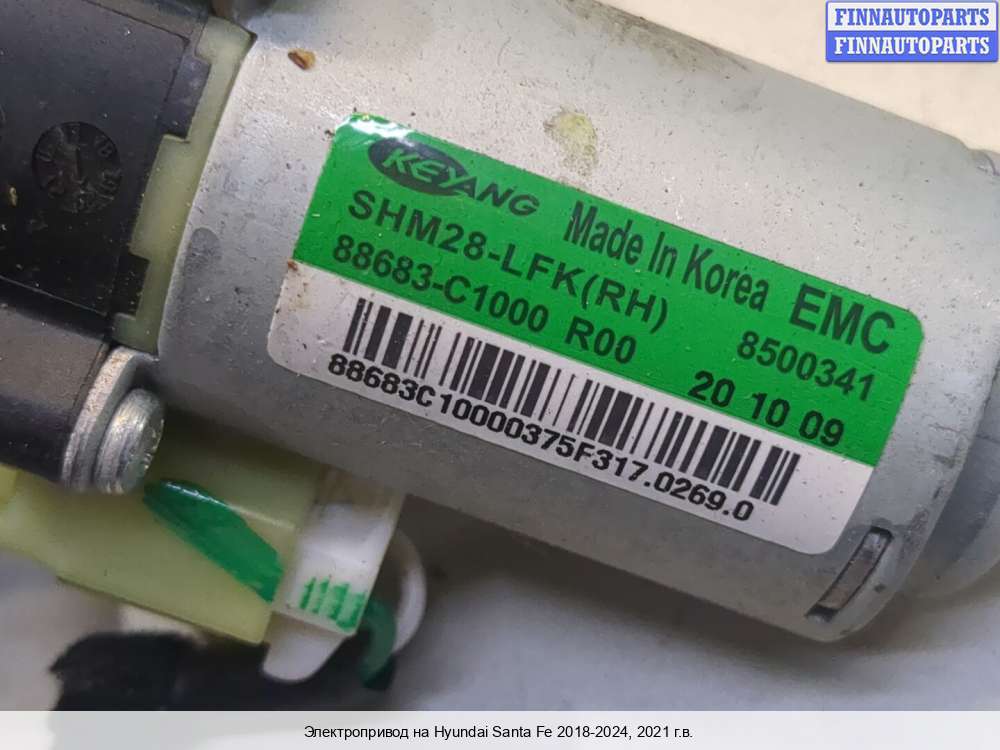 FINNAUTOPARTS
FINNAUTOPARTS
KEYANG
Made In Korea EMC
SHM28-LFK(RH)
88683-C1000 R00
8500341
20 10 09
88683C10000375F317.0269.0
Электропривод на Hyundai Santa Fe 2018-2024, 2021 г.в.